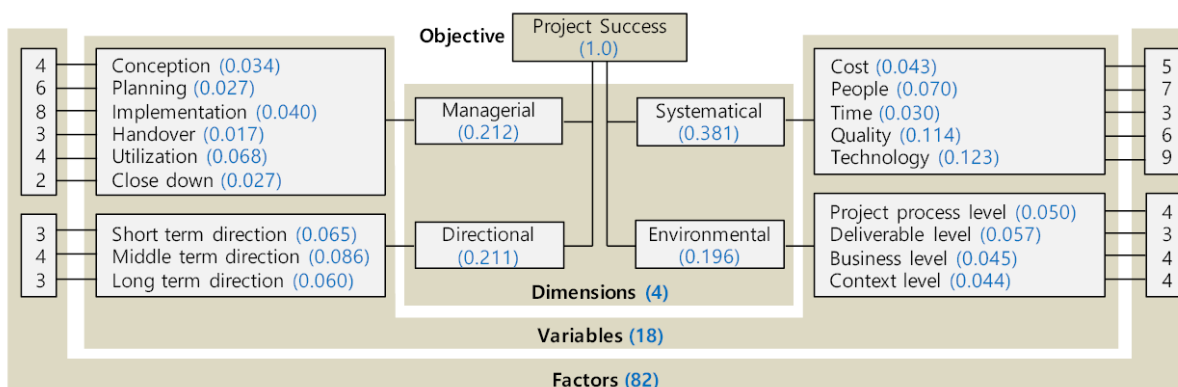 Objective
Project Success
(1.0)
4
6
8
3
4
2
Conception (0.034)
Planning (0.027)
Implementation (0.040)
Handover (0.017)
Utilization (0.068)
Close down (0.027)
Managerial
(0.212)
Systematical
(0.381)
Cost (0.043)
People (0.070)
Time (0.030)
Quality (0.114)
Technology (0.123)
5
7
3
6
9
3
4
3
Short term direction (0.065)
Middle term direction (0.086)
Long term direction (0.060)
Directional
(0.211)
Environmental
(0.196)
Project process level (0.050)
Deliverable level (0.057)
Business level (0.045)
Context level (0.044)
4
3
4
4
Dimensions (4)
Variables (18)
Factors (82)